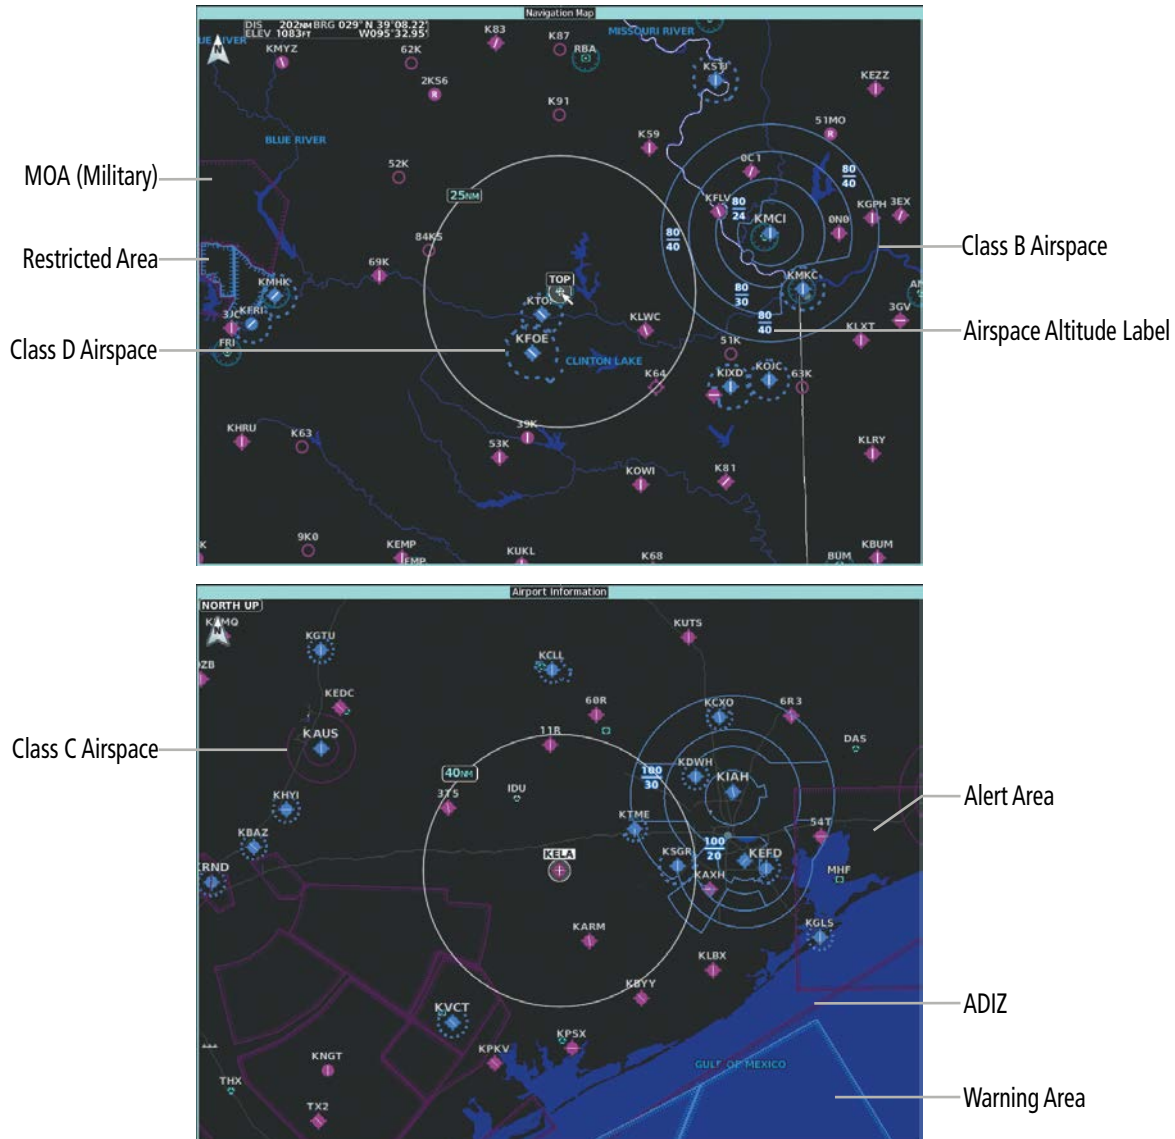 Navigation Map
DIS 202NM BRG 029° N 39°08.22'
ELEV 1083FT W095°32.95'
BLUE RIVER
N
KMYZ
62K
K83
K87
RBA
MISSOURI RIVER
KSTJ
KEZZ
2KS6
R
K91
51MO
R
BLUE RIVER
K59
0C1
MOA (Military)
52K
25NM
80
40
KFLV
80
24
KMCI
0N0
KGPH
3EX
84KS
80
40
Class B Airspace
Restricted Area
69K
KMHK
TOP
KMKC
80
30
3JC
KFRI
KTOP
KLWC
80
40
3GV
Airspace Altitude Label
FRI
Class D Airspace
KFOE
CLINTON LAKE
51K
KLXT
K64
KIXD
KOJC
63K
KHRU
K63
39K
53K
KLRY
KOWI
K81
9K0
KEMP
EMP
KUKL
K68
BUM
KBUM
Airport Information
NORTH UP
N
KGTU
KUTS
KCLL
KEDC
60R
KCXO
6R3
Class C Airspace
KAUS
11R
DAS
40NM
100
30
KDWH
KIAH
IDU
3T5
KHYI
Alert Area
KTME
54T
KBAZ
100
20
KELA
KSGR
KEFD
KRND
KAXH
MHF
KARM
KGLS
KLBX
KBYY
KVCT
ADIZ
KPSX
KPKV
KNGT
GULF OF MEXICO
THX
Warning Area
TX2